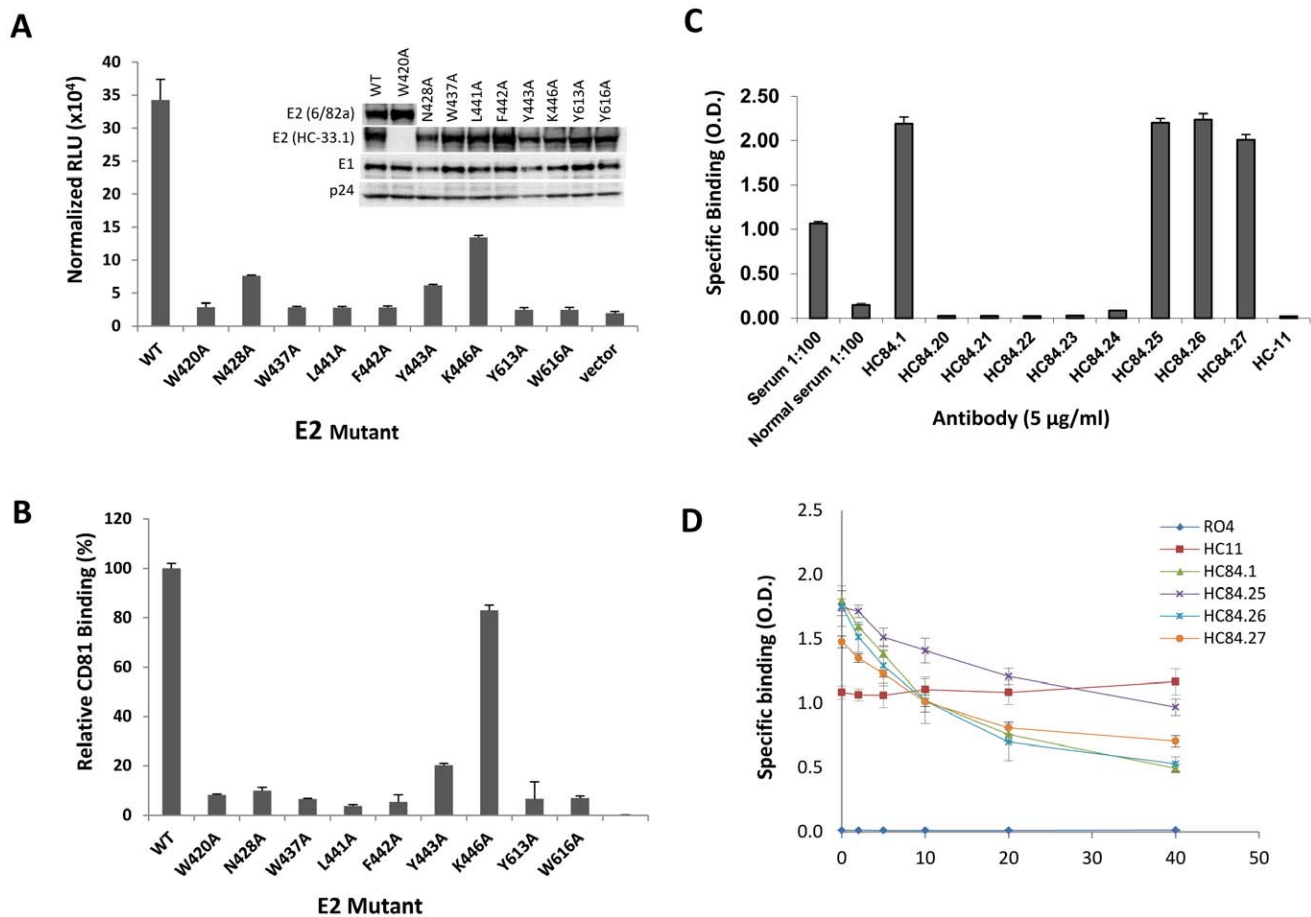 A
Normalized RLU (x10⁴)
40
35
30
25
20
15
10
5
0
WT
W420A
N428A
W437A
L441A
F442A
Y443A
K446A
Y613A
W616A
vector
E2 Mutant
WT
W420A
N428A
W437A
L441A
F442A
Y443A
K446A
Y613A
Y616A
E2 (6/82a)
E2 (HC-33.1)
E1
p24
B
Relative CD81 Binding (%)
120
100
80
60
40
20
0
WT
W420A
N428A
W437A
L441A
F442A
Y443A
K446A
Y613A
W616A
E2 Mutant
C
Specific Binding (O.D.)
2.50
2.00
1.50
1.00
0.50
0.00
Serum 1:100
Normal serum 1:100
HC84.1
HC84.20
HC84.21
HC84.22
HC84.23
HC84.24
HC84.25
HC84.26
HC84.27
HC-11
Antibody (5 µg/ml)
D
Specific binding (O.D.)
2.5
2.0
1.5
1.0
0.5
0.0
0
10
20
30
40
50
RO4
HC11
HC84.1
HC84.25
HC84.26
HC84.27